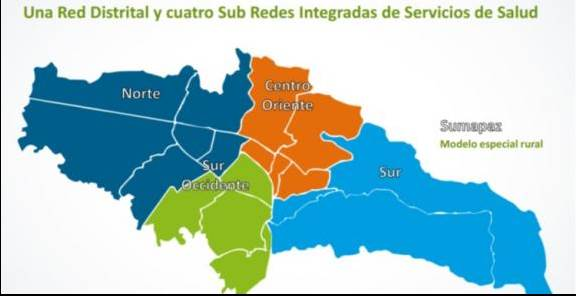 Una Red Distrital y cuatro Sub Redes Integradas de Servicios de Salud
Norte
Centro
Oriente
Sumapaz
Modelo especial rural
Sur
Occidente
Sur